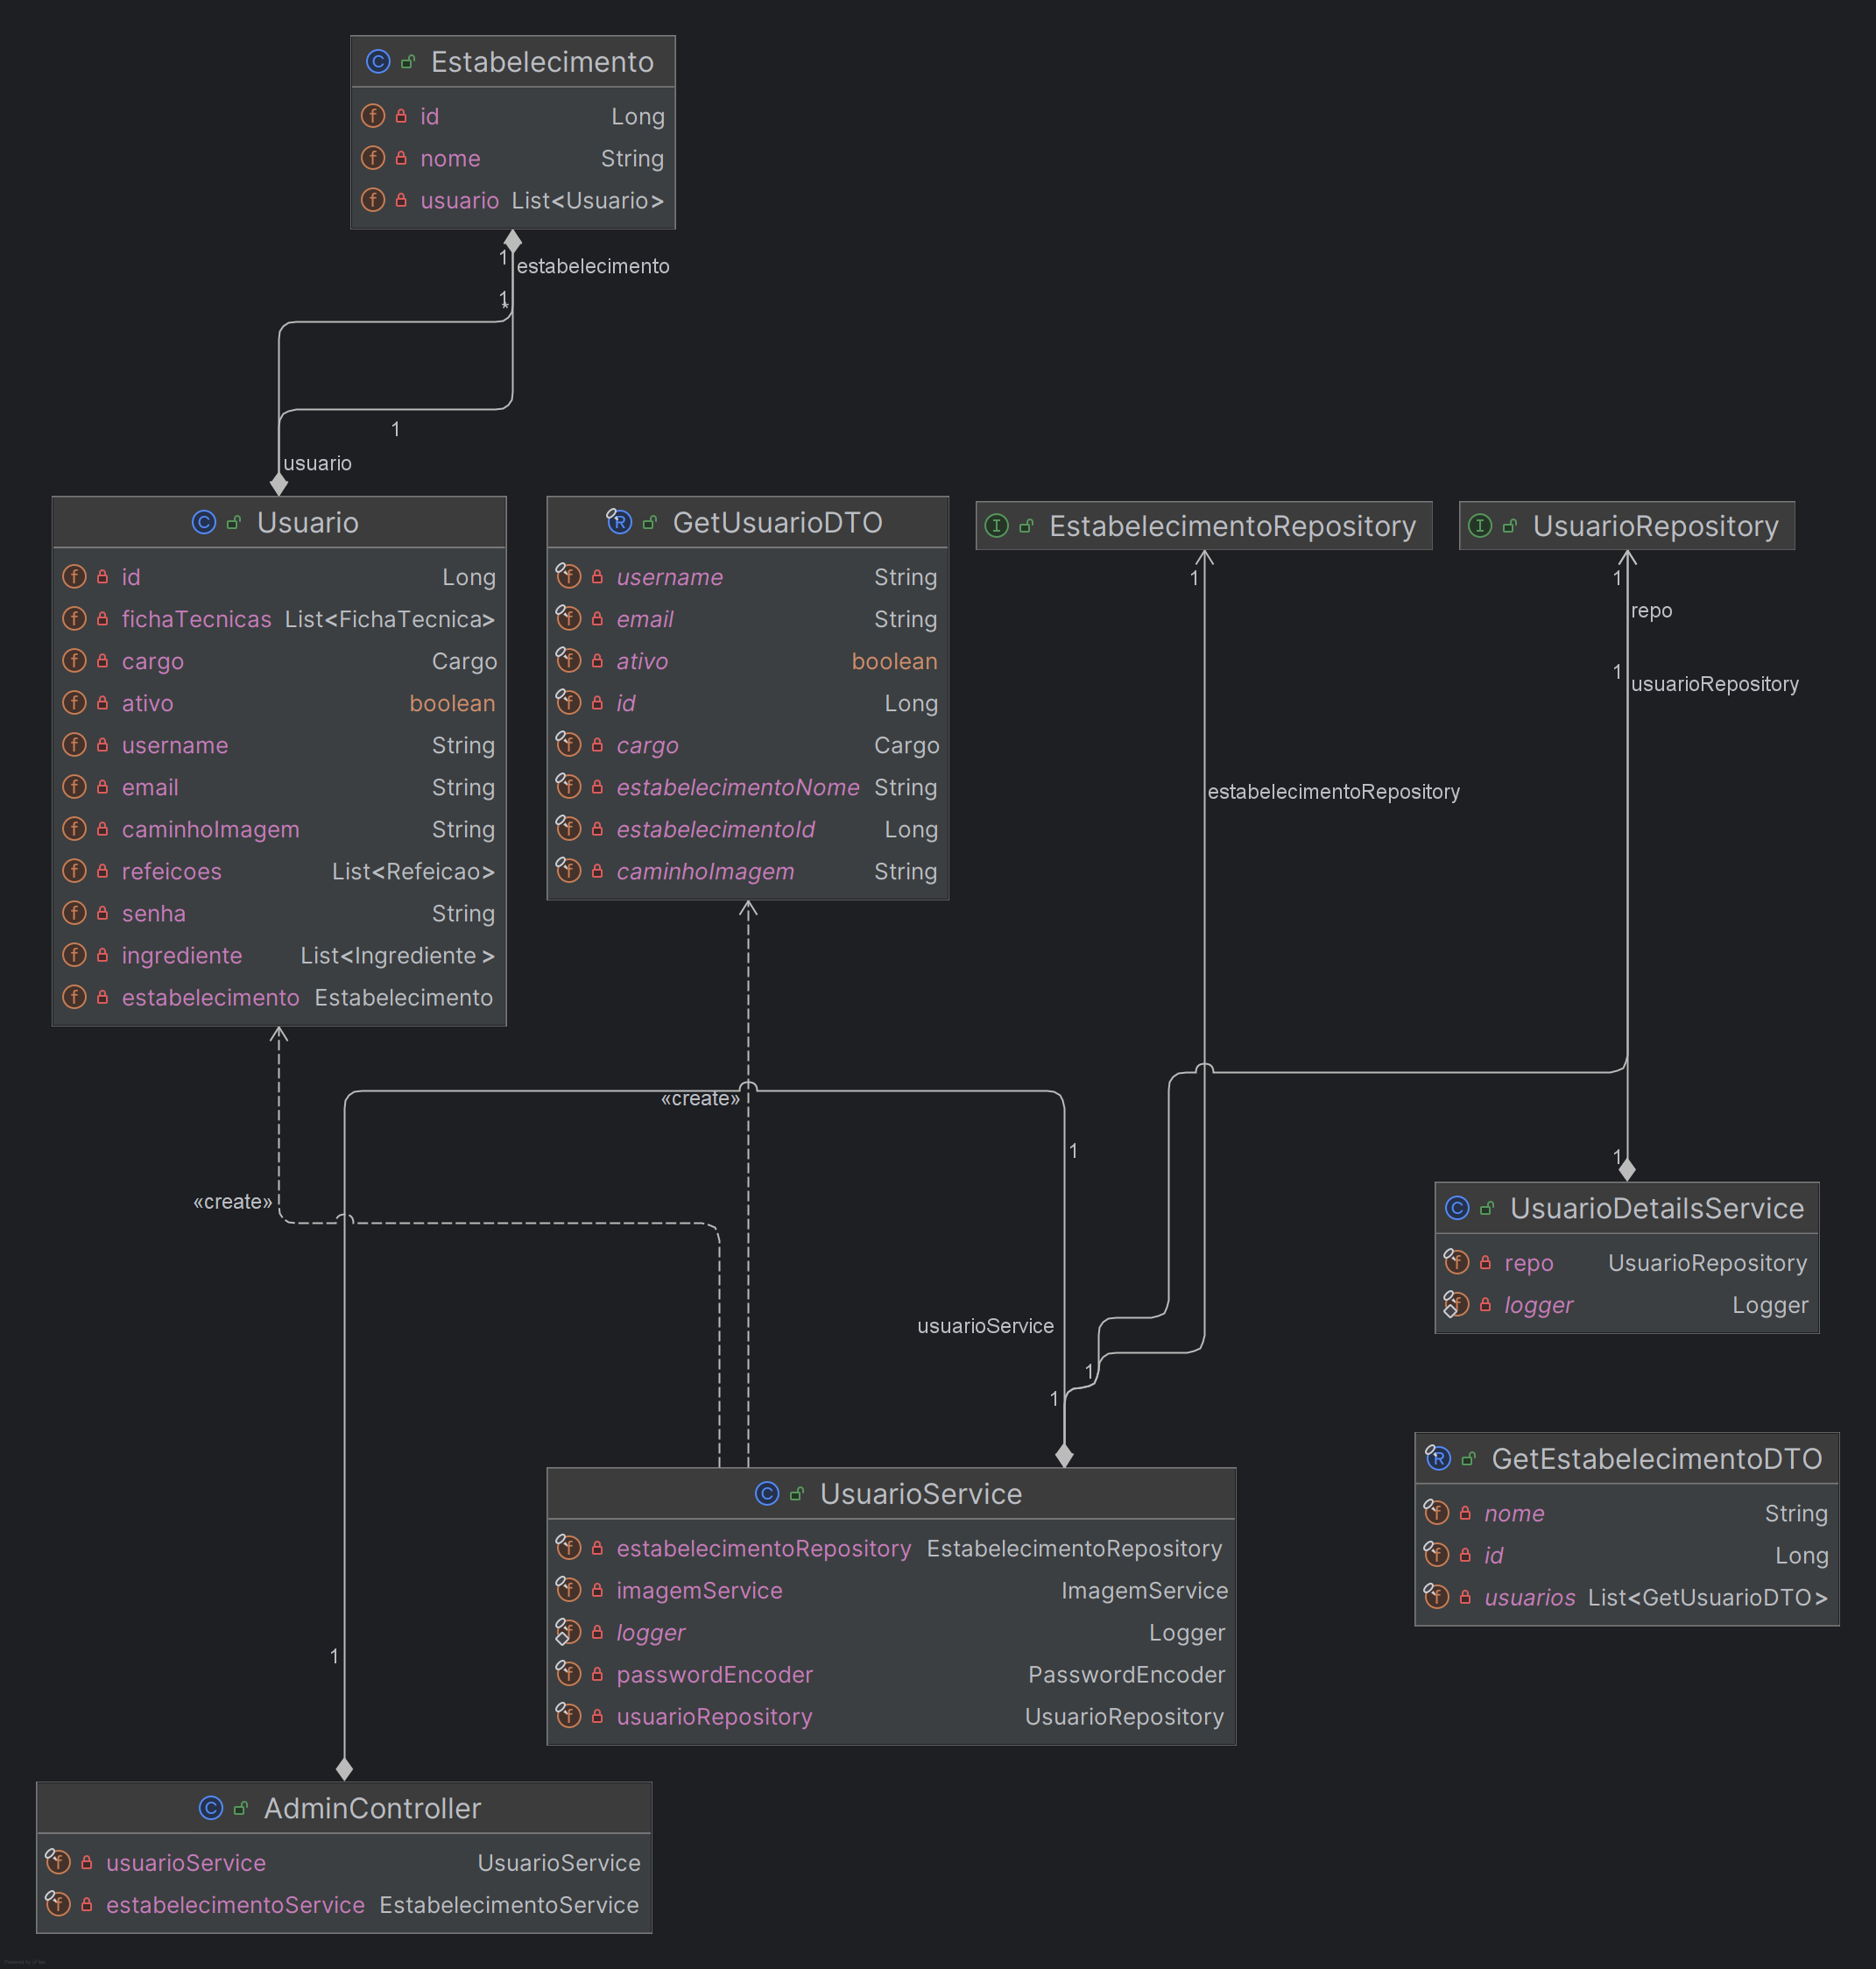 Estabelecimento
id Long
nome String
usuario List<Usuario>
1
estabelecimento
1
*
1
usuario
Usuario
id Long
fichaTecnicas List<FichaTecnica>
cargo Cargo
ativo boolean
username String
email String
caminhoImagem String
refeicoes List<Refeicao>
senha String
ingrediente List<Ingrediente >
estabelecimento Estabelecimento
GetUsuarioDTO
username String
email String
ativo boolean
id Long
cargo Cargo
estabelecimentoNome String
estabelecimentoId Long
caminhoImagem String
EstabelecimentoRepository
UsuarioRepository
1
1
repo
1
usuarioRepository
estabelecimentoRepository
«create»
1
1
«create»
usuarioService
1
1
UsuarioDetailsService
repo UsuarioRepository
logger Logger
GetEstabelecimentoDTO
nome String
id Long
usuarios List<GetUsuarioDTO>
UsuarioService
estabelecimentoRepository EstabelecimentoRepository
imagemService ImagemService
logger Logger
passwordEncoder PasswordEncoder
usuarioRepository UsuarioRepository
1
AdminController
usuarioService UsuarioService
estabelecimentoService EstabelecimentoService